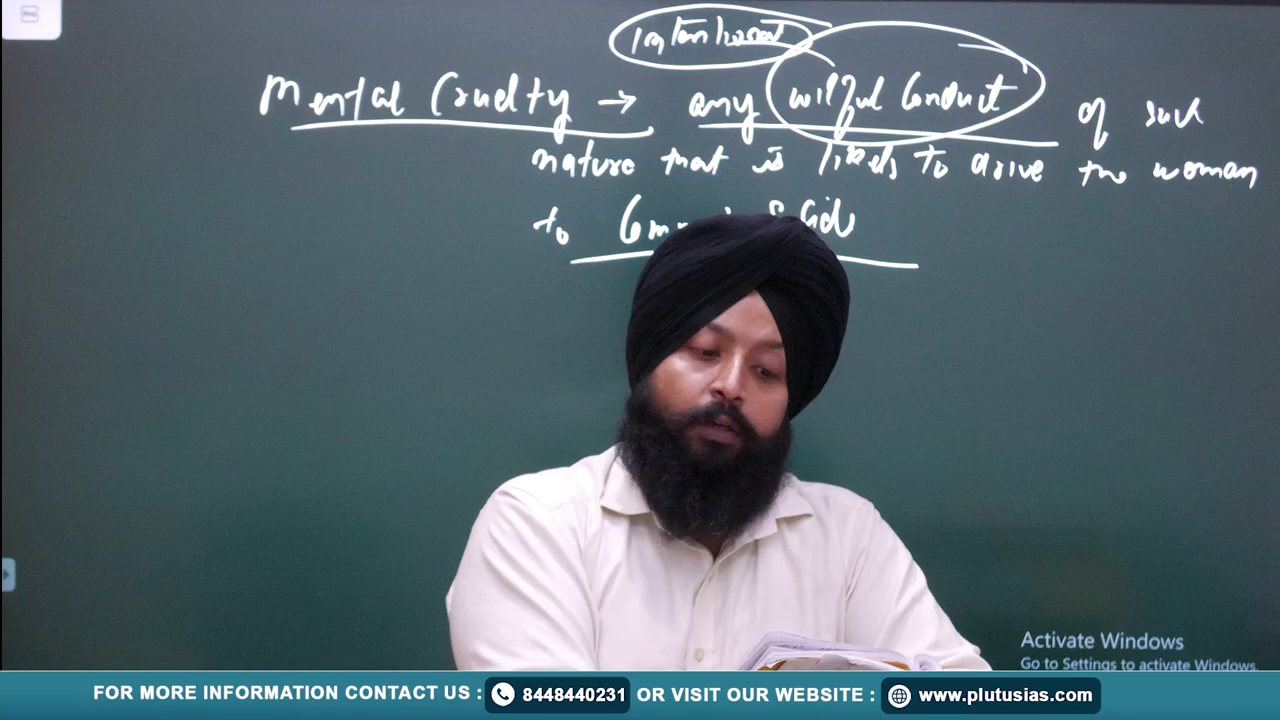 intentional
Mental Cruelty → any wilful Conduct of such
nature that is likely to drive the woman
to
Activate Windows
Go to Settings to activate Windows.
FOR MORE INFORMATION CONTACT US : 8448440231 OR VISIT OUR WEBSITE : www.plutusias.com